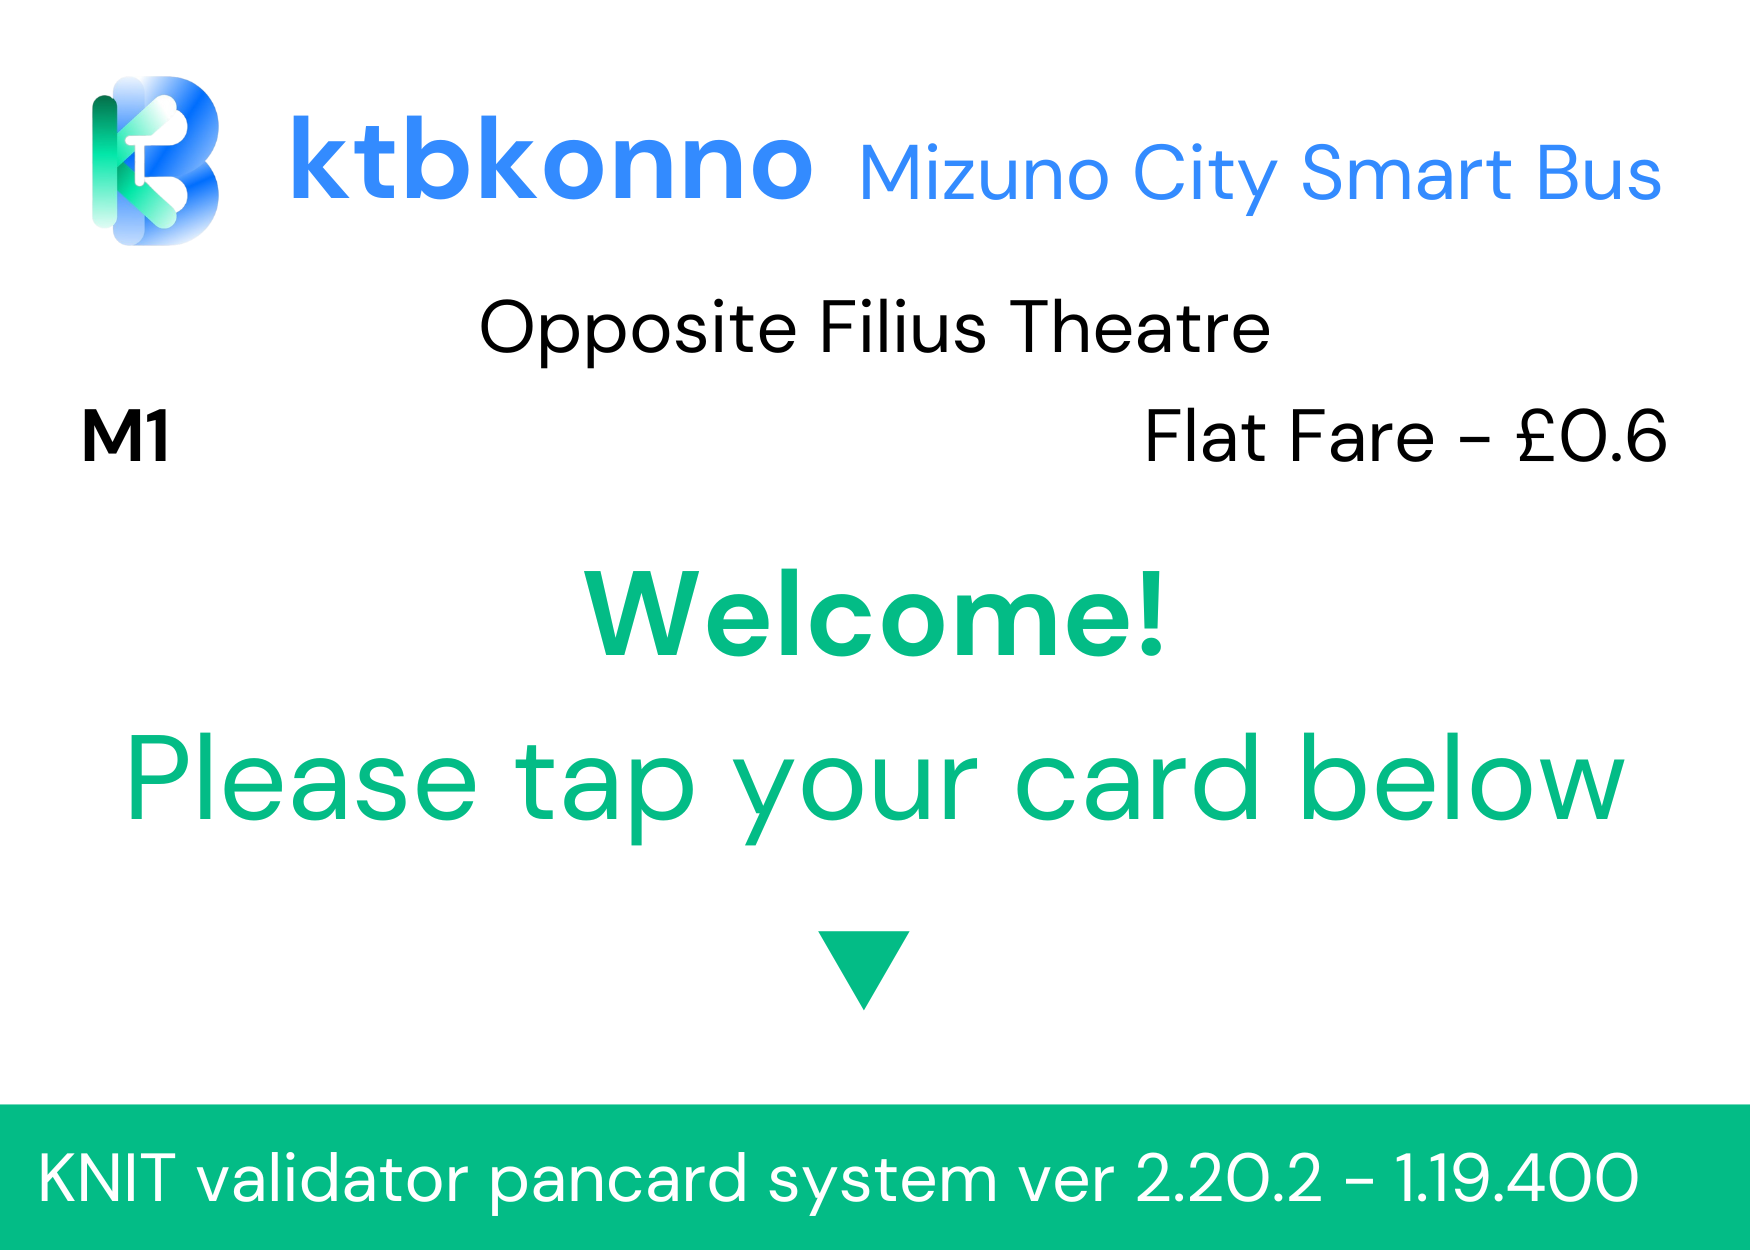 ktbkonno Mizuno City Smart Bus
Opposite Filius Theatre
M1 Flat Fare - £0.6
Welcome!
Please tap your card below
KNIT validator pancard system ver 2.20.2 - 1.19.400